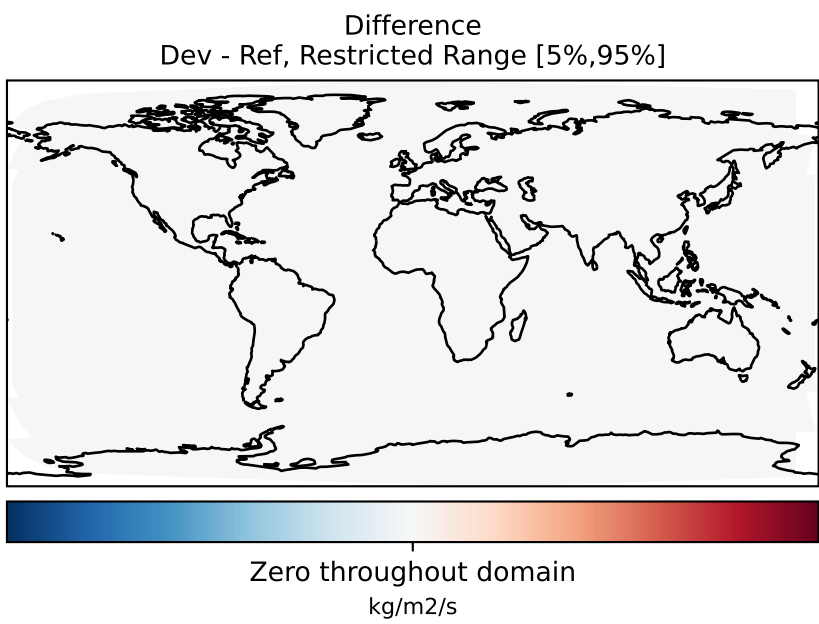 Difference
Dev - Ref, Restricted Range [5%,95%]
Zero throughout domain
kg/m2/s